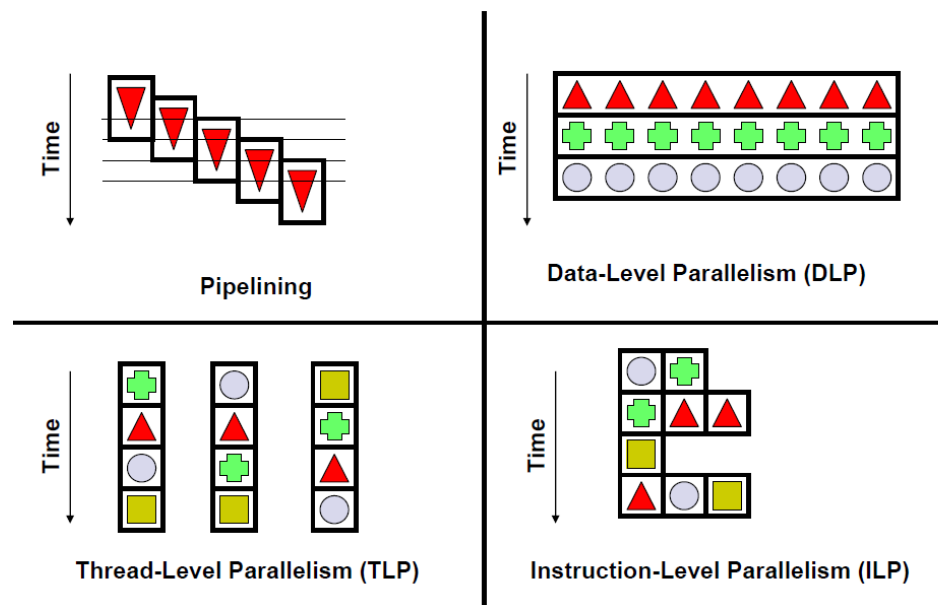 Time
Pipelining
Time
Data-Level Parallelism (DLP)
Time
Thread-Level Parallelism (TLP)
Time
Instruction-Level Parallelism (ILP)